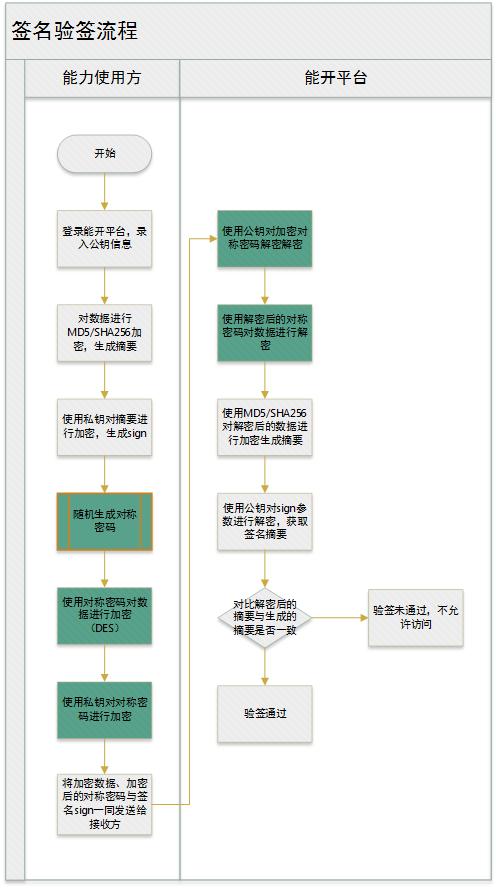 签名验签流程
能力使用方
能开平台
开始
登录能开平台，录
入公钥信息
对数据进行
MD5/SHA256加
密，生成摘要
使用私钥对摘要进
行加密，生成sign
随机生成对称
密码
使用对称密码对数
据进行加密
（DES）
使用私钥对对称密
码进行加密
将加密数据、加密
后的对称密码与签
名sign一同发送给
接收方
使用公钥对加密对
称密码解密解密
使用解密后的对称
密码对数据进行解
密
使用MD5/SHA256
对解密后的数据进
行加密生成摘要
使用公钥对sign参
数进行解密，获取
签名摘要
对比解密后的
摘要与生成的
摘要是否一致
验签未通过，不允
许访问
验签通过